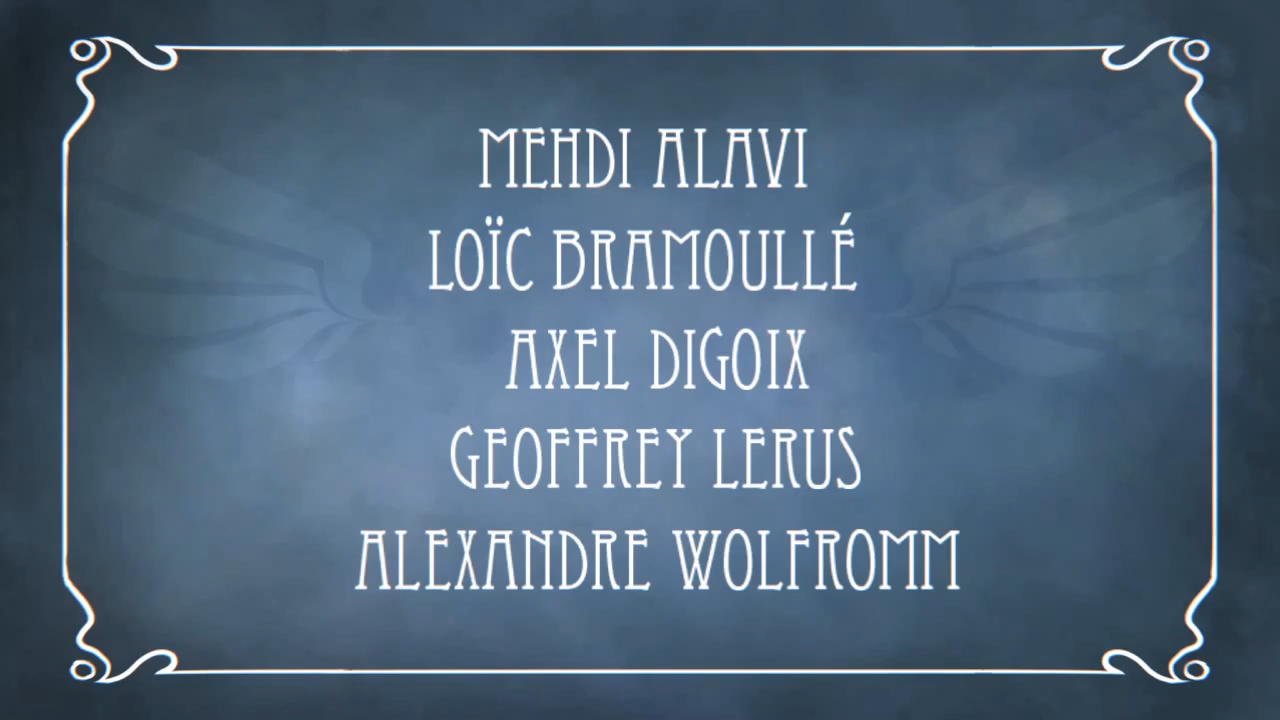 MEHDI ALAVI
LOÏC BRAMOULLÉ
AXEL DIGOIX
GEOFFREY LERUS
ALEXANDRE WOLFROMM